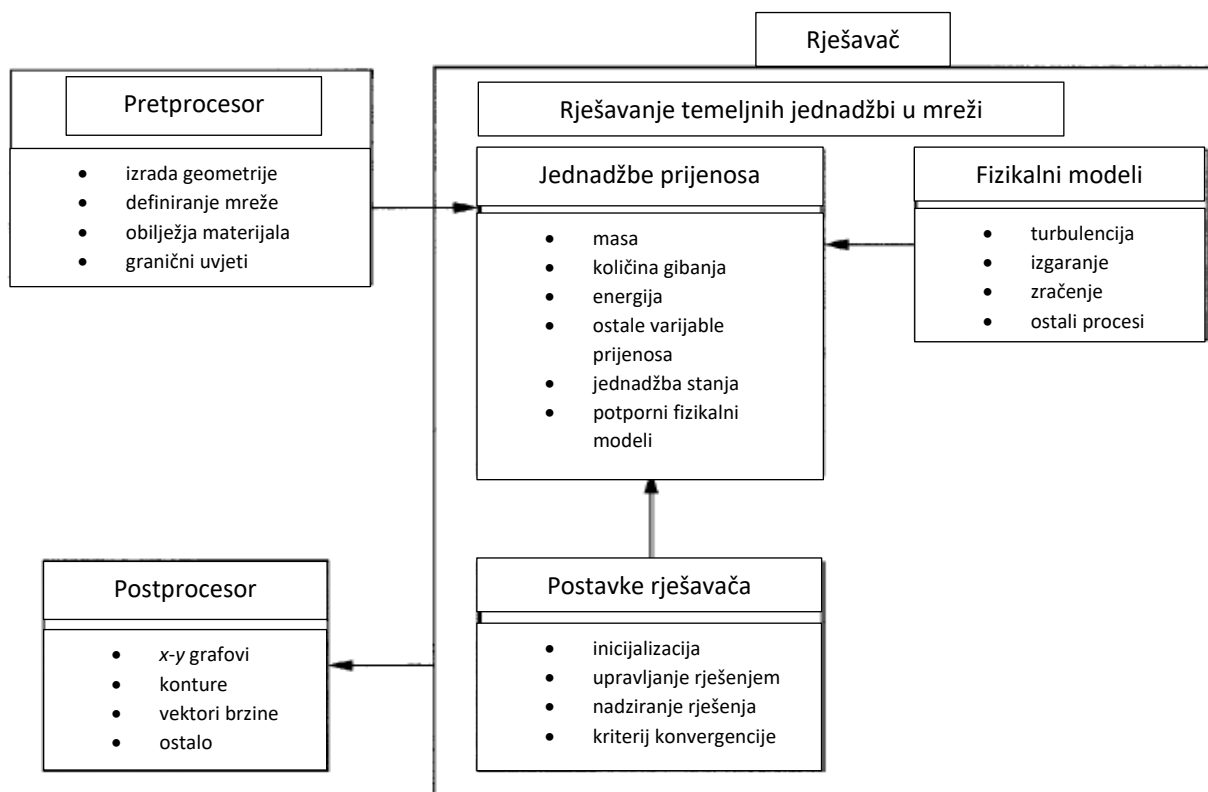 Rješavač
Pretprocesor
izrada geometrije
definiranje mreže
obilježja materijala
granični uvjeti
Rješavanje temeljnih jednadžbi u mreži
Jednadžbe prijenosa
masa
količina gibanja
energija
ostale varijable
prijenosa
jednadžba stanja
potporni fizikalni
modeli
Fizikalni modeli
turbulencija
izgaranje
zračenje
ostali procesi
Postprocesor
x-y grafovi
konture
vektori brzine
ostalo
Postavke rješavača
inicijalizacija
upravljanje rješenjem
nadziranje rješenja
kriterij konvergencije